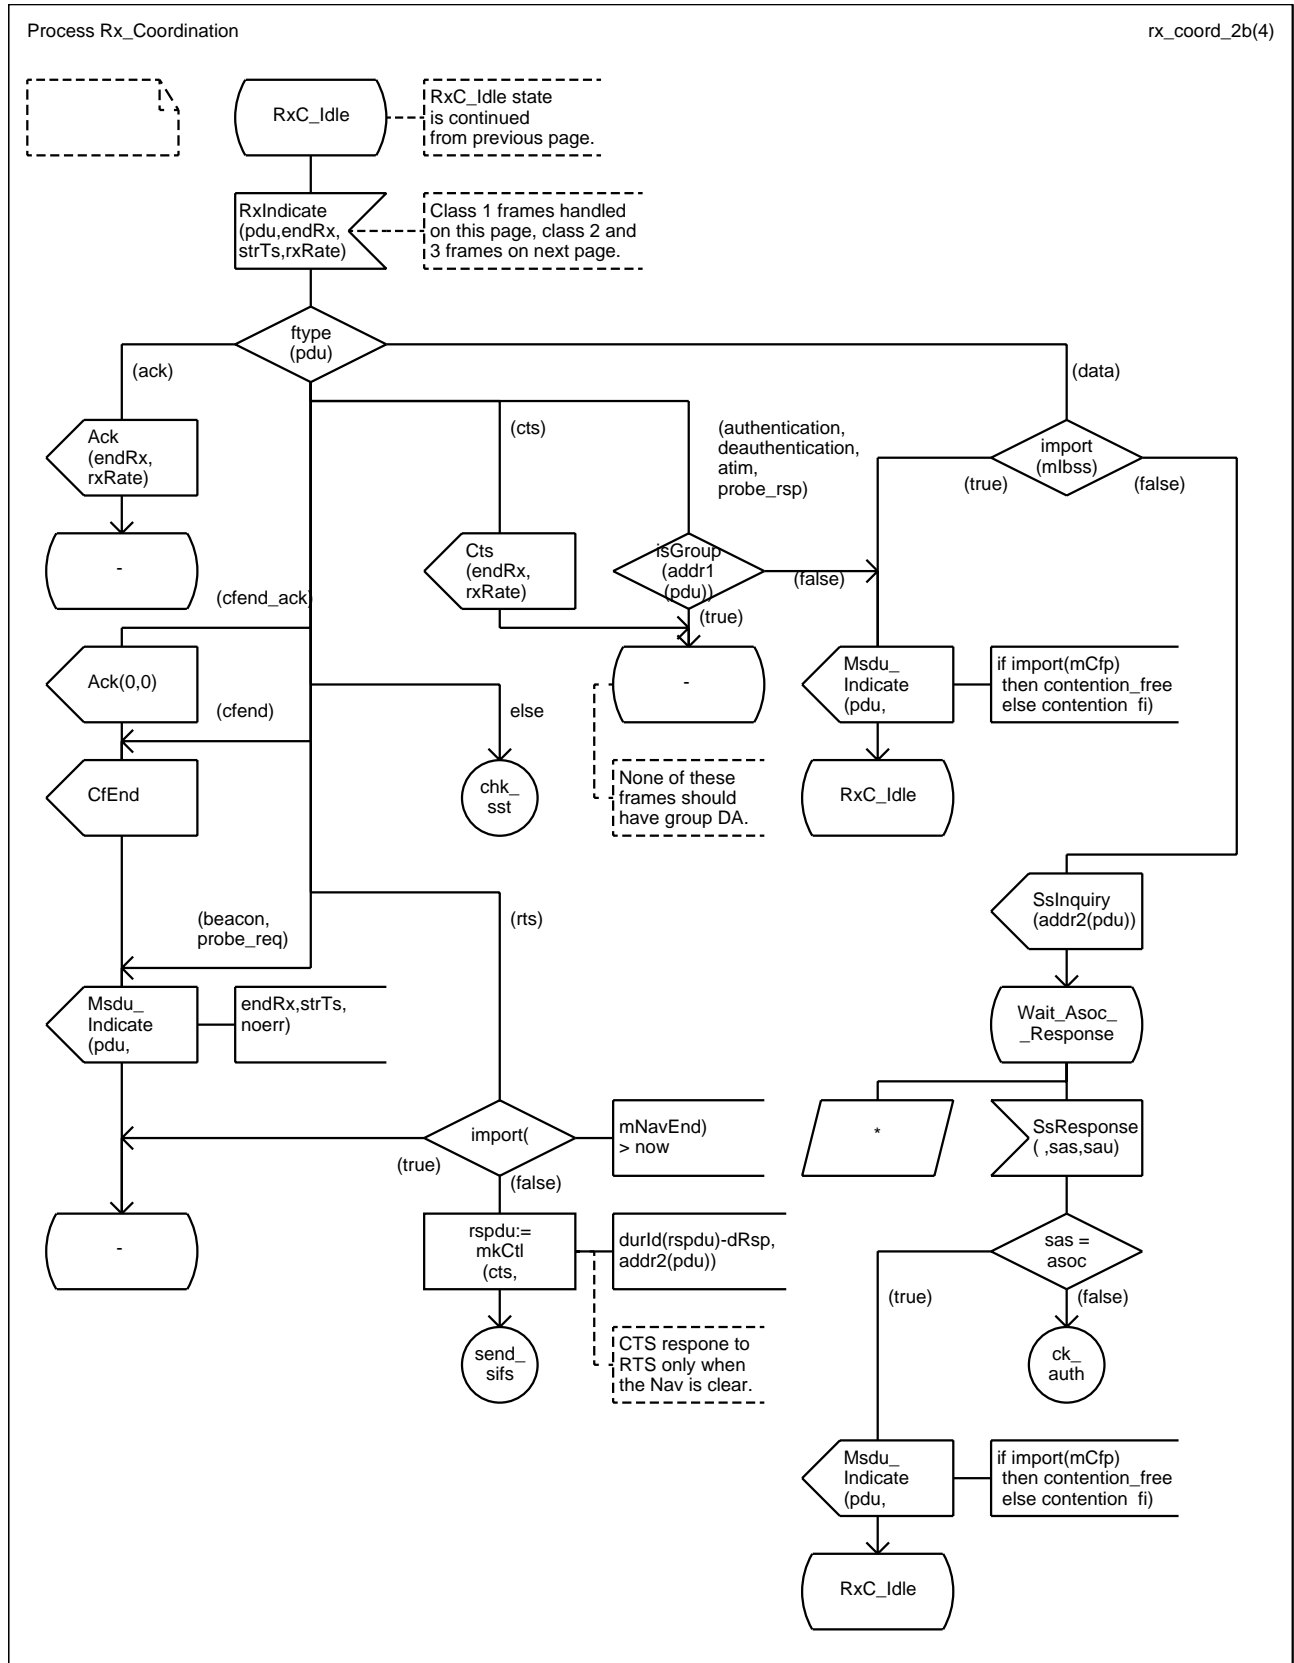 Process Rx_Coordination
rx_coord_2b(4)
RxC_Idle
RxC_Idle state
is continued
from previous page.
RxIndicate
(pdu,endRx,
strTs,rxRate)
Class 1 frames handled
on this page, class 2 and
3 frames on next page.
ftype
(pdu)
(ack)
(data)
Ack
(endRx,
rxRate)
(cts)
(authentication,
deauthentication,
atim,
probe_rsp)
import
(mIbss)
(true)
(false)
-
Cts
(endRx,
rxRate)
isGroup
(addr1
(pdu))
(false)
(true)
(cfend_ack)
Ack(0,0)
(cfend)
else
-
Msdu_
Indicate
(pdu,
if import(mCfp)
then contention_free
else contention_fi)
CfEnd
chk_
sst
None of these
frames should
have group DA.
RxC_Idle
(beacon,
probe_req)
(rts)
SsInquiry
(addr2(pdu))
Msdu_
Indicate
(pdu,
endRx,strTs,
noerr)
Wait_Asoc_
_Response
import(
mNavEnd)
> now
(true)
(false)
*
SsResponse
( ,sas,sau)
-
rspdu:=
mkCtl
(cts,
durId(rspdu)-dRsp,
addr2(pdu))
sas =
asoc
(true)
(false)
send_
sifs
CTS respone to
RTS only when
the Nav is clear.
ck_
auth
Msdu_
Indicate
(pdu,
if import(mCfp)
then contention_free
else contention_fi)
RxC_Idle